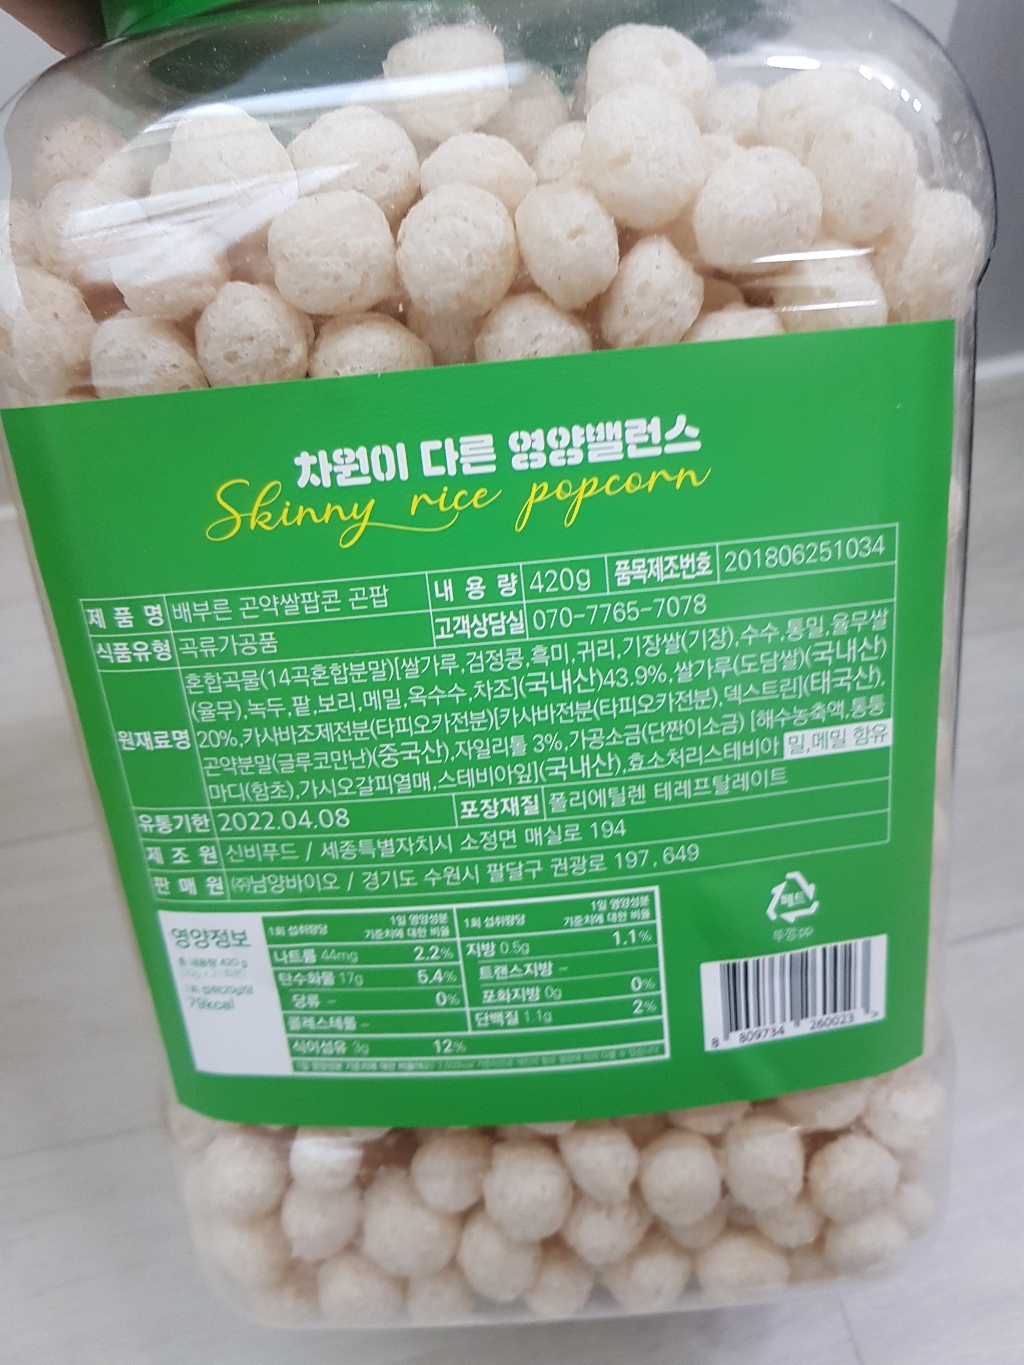 차원이 다른 영양밸런스
Skinny rice popcorn
제 품 명 배부른 곤약쌀팝콘 곤팝 내 용 량 420g 품목제조번호 201806251034
식품유형 곡류가공품 고객상담실 070-7765-7078
원재료명
혼합곡물(14곡혼합분말)[쌀가루,검정콩,흑미,귀리,기장쌀(기장),수수,통밀,율무쌀
(율무),녹두,팥,보리,메밀,옥수수,차조](국내산)43.9%,쌀가루(도담쌀)(국내산)
20%,카사바조제전분(타피오카전분)[카사바전분(타피오카전분),덱스트린](태국산),
곤약분말(글루코만난)(중국산),자일리톨 3%,가공소금(단짠이소금) [해수농축액,퉁퉁
마디(함초),가시오갈피열매,스테비아잎](국내산),효소처리스테비아 밀,메밀 함유
유통기한 2022.04.08 포장재질 폴리에틸렌 테레프탈레이트
제 조 원 신비푸드 / 세종특별자치시 소정면 매실로 194
판 매 원 ㈜남양바이오 / 경기도 수원시 팔달구 권광로 197, 649
영양정보
총 내용량 420g
79kcal
1회 섭취량당 1일 영양성분 기준치에 대한 비율 1회 섭취량당 1일 영양성분 기준치에 대한 비율
나트륨 44mg 2.2% 지방 0.5g 1.1%
탄수화물 17g 5.4% 트랜스지방 -
당류 - 0% 포화지방 0g 0%
콜레스테롤 - 단백질 1.1g 2%
식이섬유 3g 12%
페트
뚜껑:PP
8 809734 260023 >